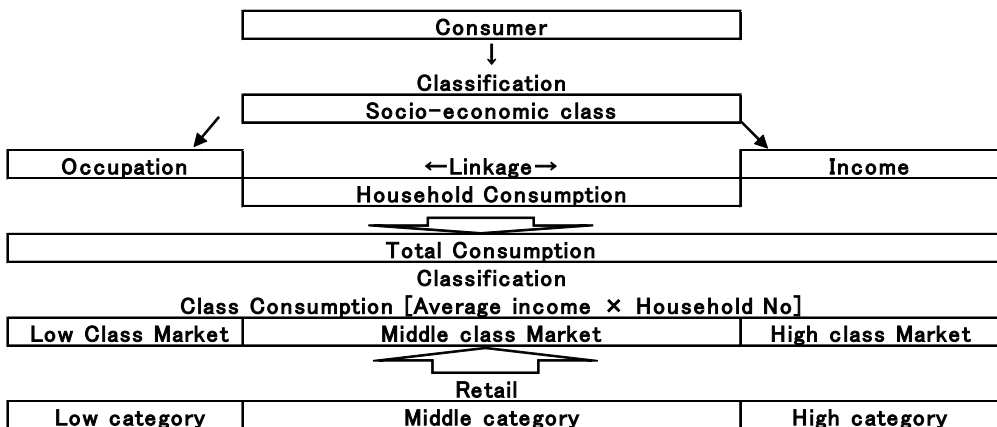 Consumer
↓
Classification
Socio-economic class
Occupation ←Linkage→ Income
Household Consumption
Total Consumption
Classification
Class Consumption [Average income × Household No]
Low Class Market Middle class Market High class Market
Retail
Low category Middle category High category